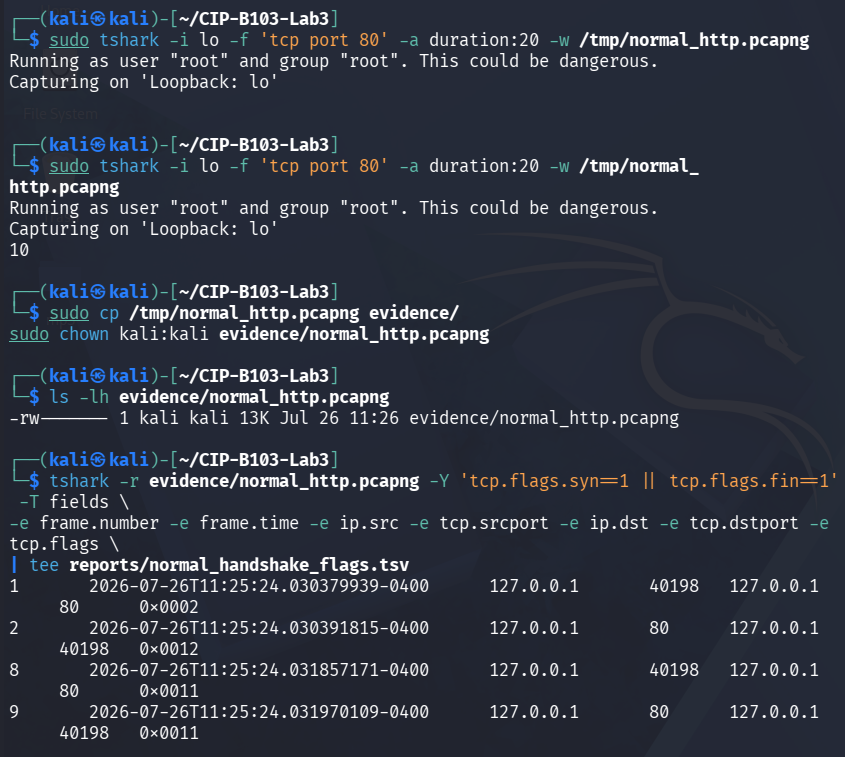 ┌──(kali㉿kali)-[~/CIP-B103-Lab3]
└─$ sudo tshark -i lo -f 'tcp port 80' -a duration:20 -w /tmp/normal_http.pcapng
Running as user "root" and group "root". This could be dangerous.
Capturing on 'Loopback: lo'
File System
┌──(kali㉿kali)-[~/CIP-B103-Lab3]
└─$ sudo tshark -i lo -f 'tcp port 80' -a duration:20 -w /tmp/normal_
http.pcapng
Running as user "root" and group "root". This could be dangerous.
Capturing on 'Loopback: lo'
10
┌──(kali㉿kali)-[~/CIP-B103-Lab3]
└─$ sudo cp /tmp/normal_http.pcapng evidence/
sudo chown kali:kali evidence/normal_http.pcapng
┌──(kali㉿kali)-[~/CIP-B103-Lab3]
└─$ ls -lh evidence/normal_http.pcapng
-rw------- 1 kali kali 13K Jul 26 11:26 evidence/normal_http.pcapng
┌──(kali㉿kali)-[~/CIP-B103-Lab3]
└─$ tshark -r evidence/normal_http.pcapng -Y 'tcp.flags.syn==1 || tcp.flags.fin==1'
-T fields \
-e frame.number -e frame.time -e ip.src -e tcp.srcport -e ip.dst -e tcp.dstport -e
tcp.flags \
| tee reports/normal_handshake_flags.tsv
1 2026-07-26T11:25:24.030379939-0400 127.0.0.1 40198 127.0.0.1
80 0x0002
2 2026-07-26T11:25:24.030391815-0400 127.0.0.1 80 127.0.0.1
40198 0x0012
8 2026-07-26T11:25:24.031857171-0400 127.0.0.1 40198 127.0.0.1
80 0x0011
9 2026-07-26T11:25:24.031970109-0400 127.0.0.1 80 127.0.0.1
40198 0x0011